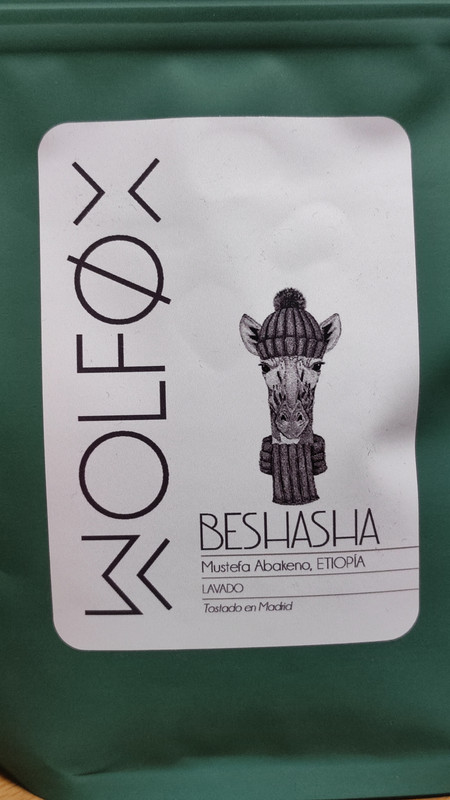 WOLFØX
BESHASHA
Mustefa Abakeno, ETIOPÍA
LAVADO
Tostado en Madrid